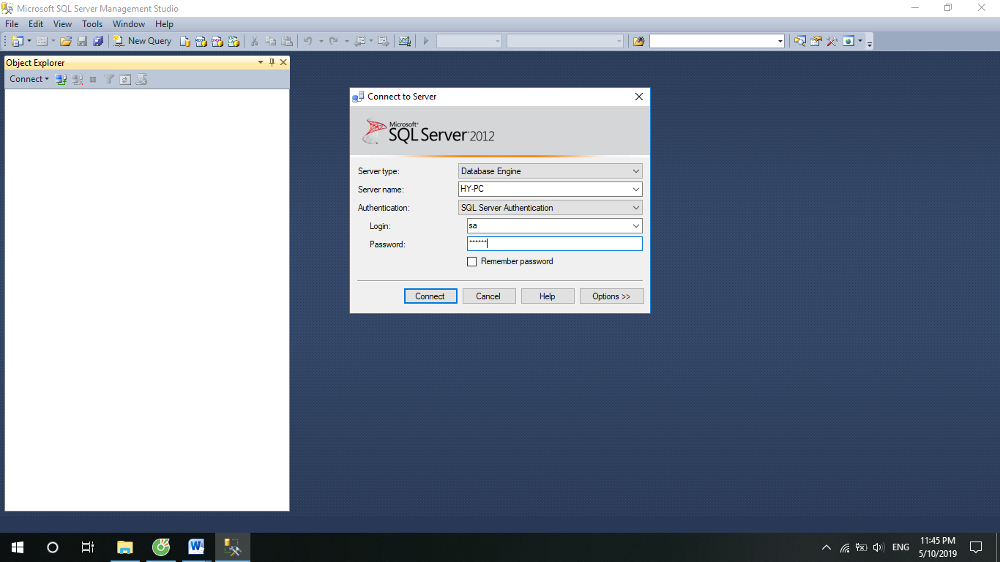 Microsoft SQL Server Management Studio
File Edit View Tools Window Help
New Query
Object Explorer
Connect
Connect to Server
Microsoft®
SQL Server 2012
Server type: Database Engine
Server name: HY-PC
Authentication: SQL Server Authentication
Login: sa
Password: ******
Remember password
Connect Cancel Help Options >>
ENG
11:45 PM
5/10/2019